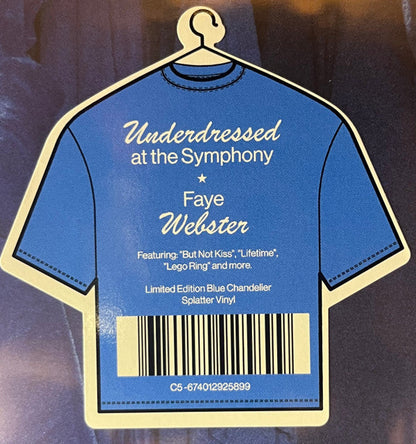 Underdressed
at the Symphony
★
Faye
Webster
Featuring: "But Not Kiss", "Lifetime",
"Lego Ring" and more.
Limited Edition Blue Chandelier
Splatter Vinyl
C5 -674012925899